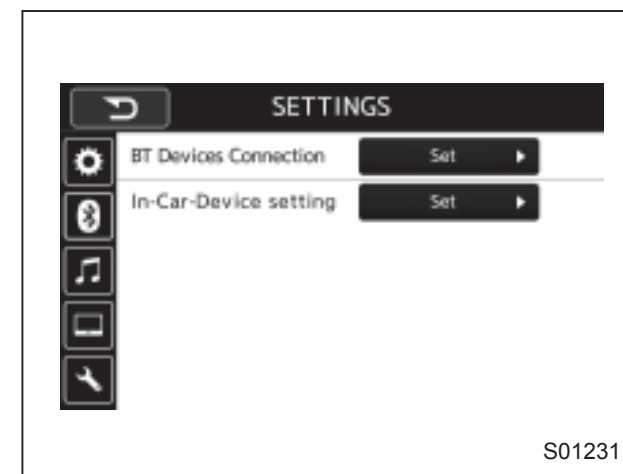 SETTINGS
BT Devices Connection Set
In-Car-Device setting Set
S01231